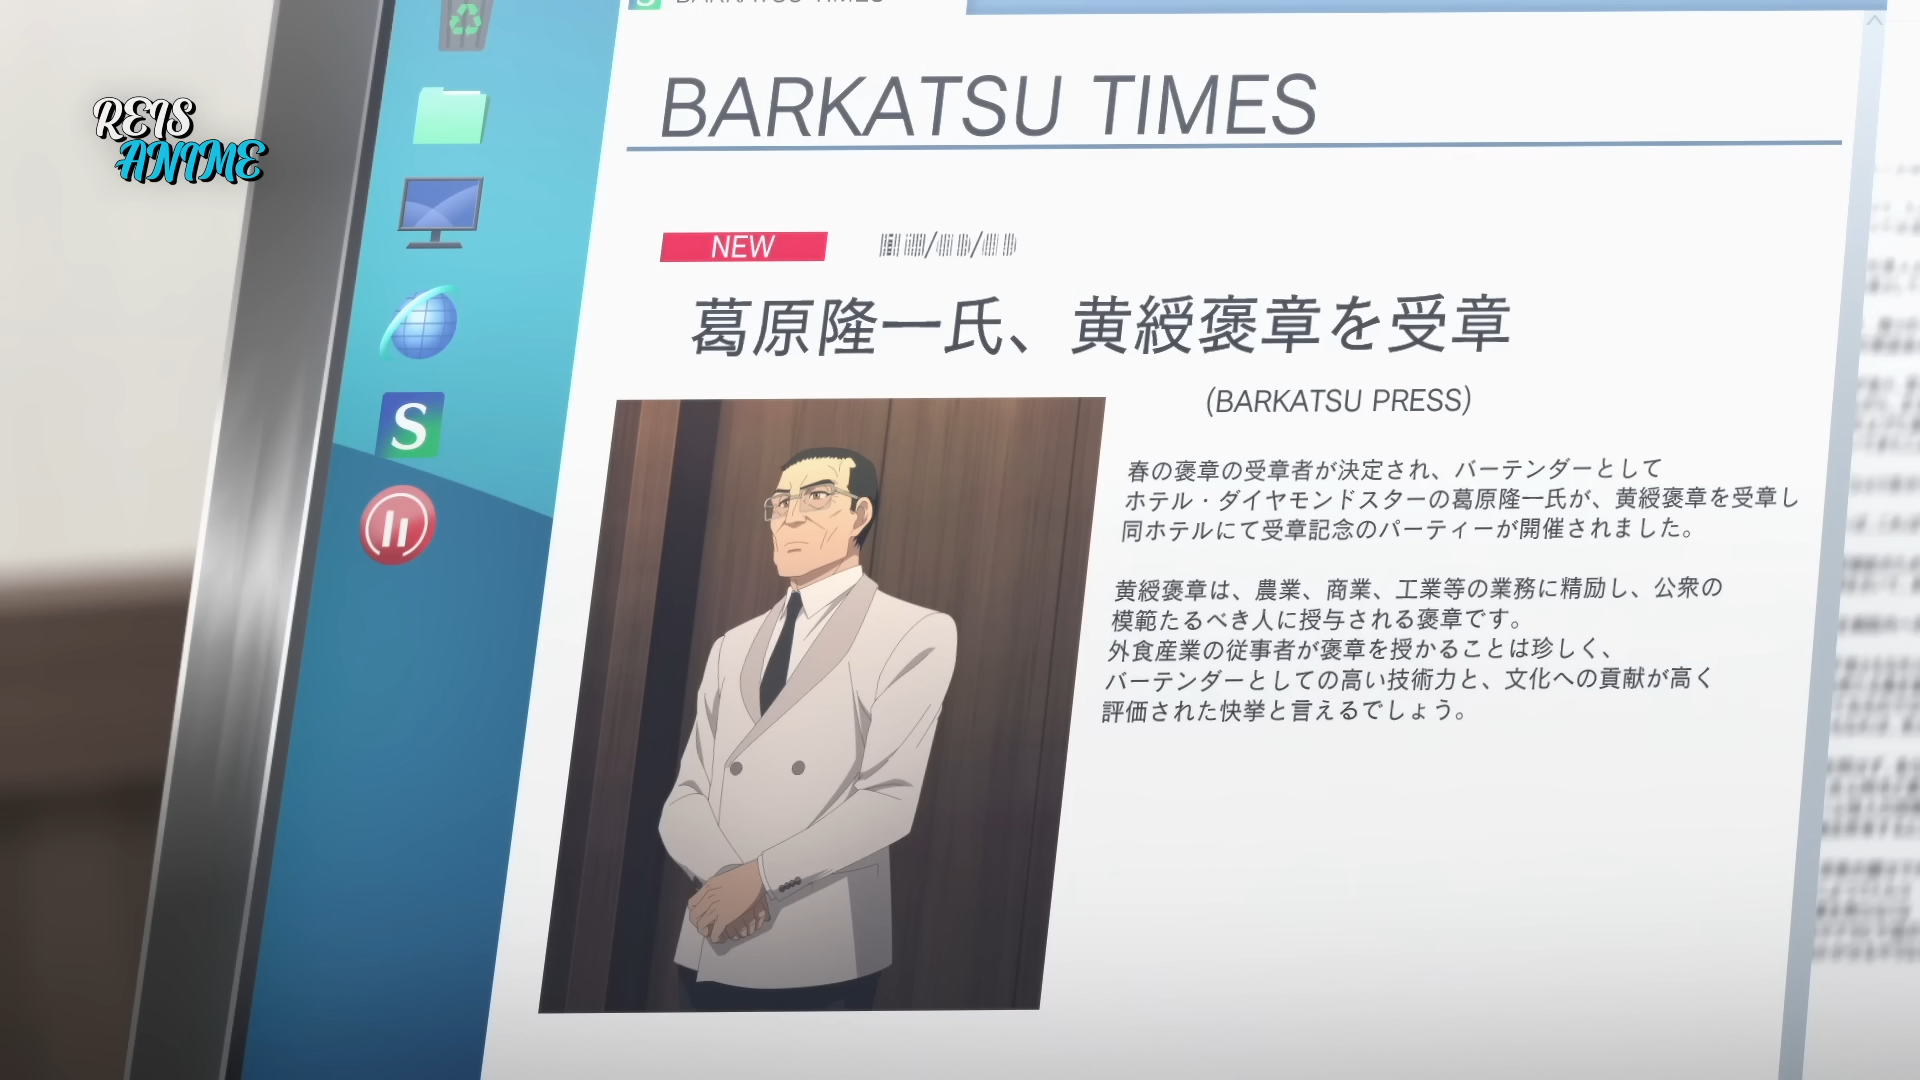 BARKATSU TIMES
REIS
ANIME
BARKATSU TIMES
NEW
葛原隆一氏、黄綬褒章を受章
(BARKATSU PRESS)
S
春の褒章の受章者が決定され、バーテンダーとして
ホテル・ダイヤモンドスターの葛原隆一氏が、黄綬褒章を受章し
同ホテルにて受章記念のパーティーが開催されました。
黄綬褒章は、農業、商業、工業等の業務に精励し、公衆の
模範たるべき人に授与される褒章です。
外食産業の従事者が褒章を授かることは珍しく、
バーテンダーとしての高い技術力と、文化への貢献が高く
評価された快挙と言えるでしょう。